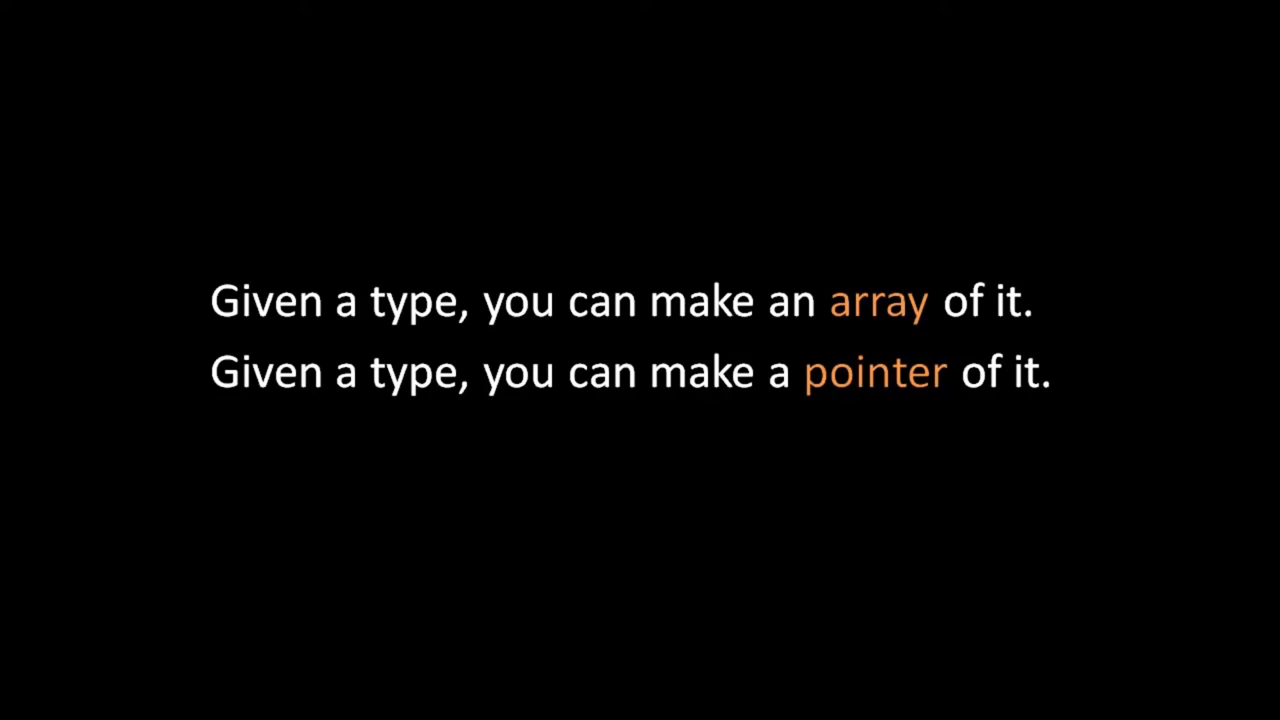 Given a type, you can make an array of it.
Given a type, you can make a pointer of it.